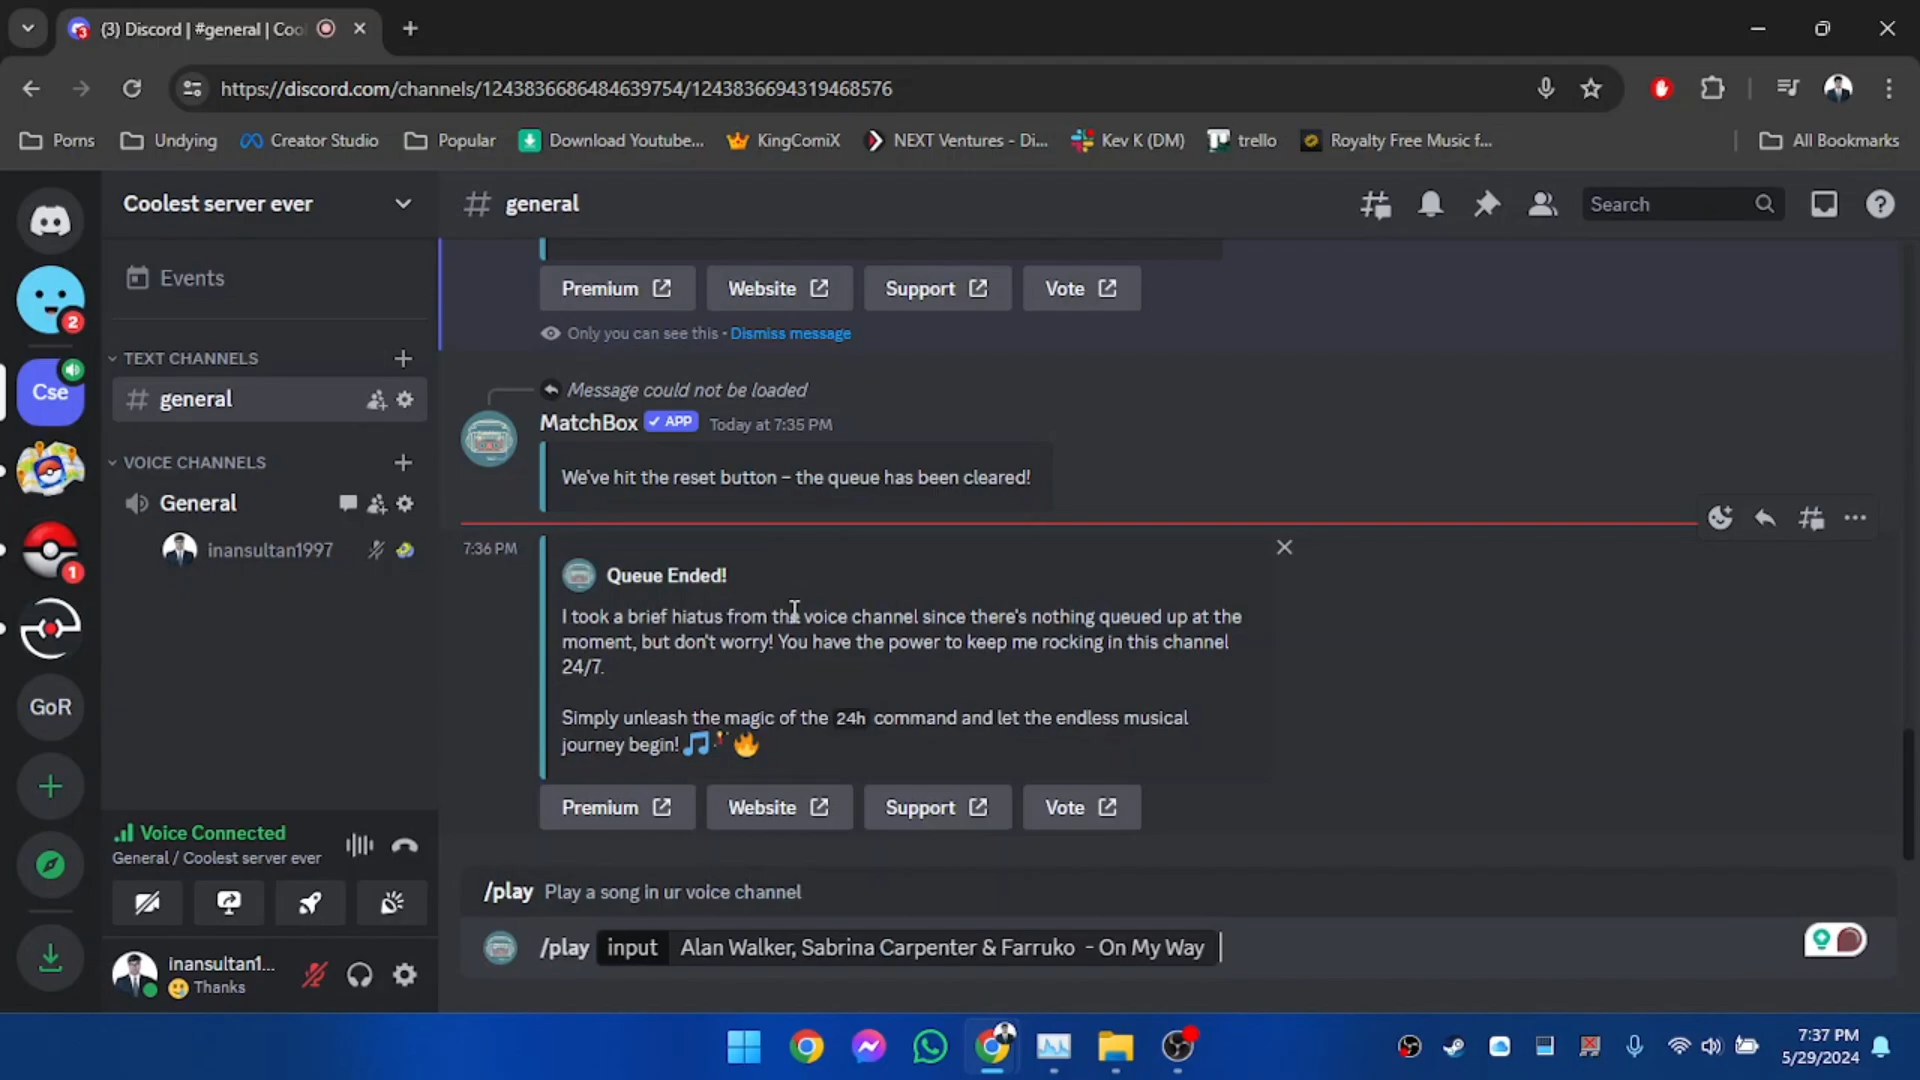 (3) Discord | #general | Coo
https://discord.com/channels/1243836686484639754/1243836694319468576
Porns
Undying
Creator Studio
Popular
Download Youtube...
KingComiX
NEXT Ventures - Di...
Kev K (DM)
trello
Royalty Free Music f...
All Bookmarks
Coolest server ever
general
Search
Events
TEXT CHANNELS
general
VOICE CHANNELS
General
inansultan1997
2
Cse
1
GoR
Premium
Website
Support
Vote
Only you can see this • Dismiss message
Message could not be loaded
MatchBox
APP
Today at 7:35 PM
We've hit the reset button – the queue has been cleared!
7:36 PM
Queue Ended!
I took a brief hiatus from the voice channel since there's nothing queued up at the
moment, but don't worry! You have the power to keep me rocking in this channel
24/7.
Simply unleash the magic of the 24h command and let the endless musical
journey begin!
Premium
Website
Support
Vote
Voice Connected
General / Coolest server ever
/play Play a song in ur voice channel
/play input Alan Walker, Sabrina Carpenter & Farruko - On My Way
inansultan1...
Thanks
7:37 PM
5/29/2024